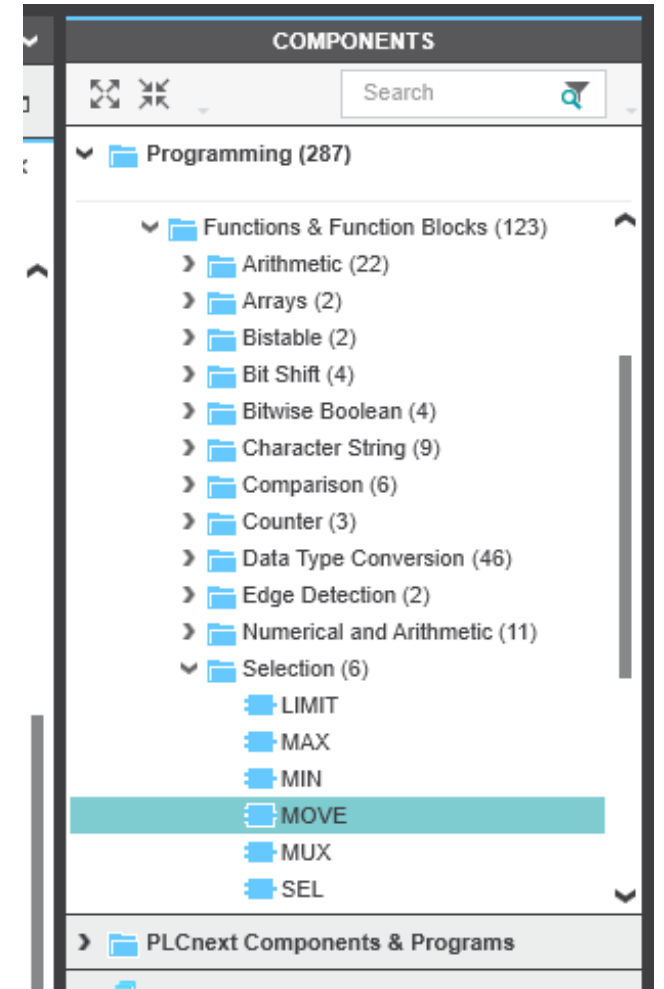 COMPONENTS
Search
Programming (287)
Functions & Function Blocks (123)
Arithmetic (22)
Arrays (2)
Bistable (2)
Bit Shift (4)
Bitwise Boolean (4)
Character String (9)
Comparison (6)
Counter (3)
Data Type Conversion (46)
Edge Detection (2)
Numerical and Arithmetic (11)
Selection (6)
LIMIT
MAX
MIN
MOVE
MUX
SEL
PLCnext Components & Programs